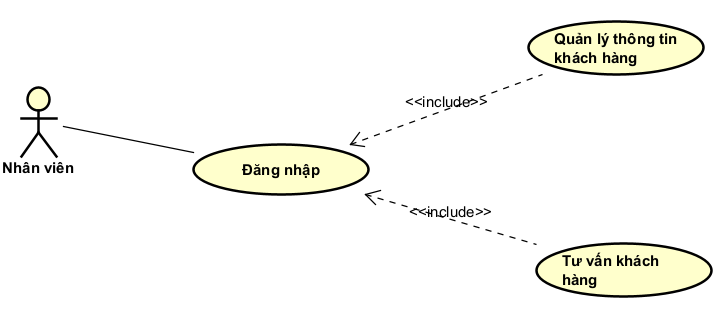 Quản lý thông tin
khách hàng
<<include>>
Nhân viên
Đăng nhập
<<include>>
Tư vấn khách
hàng